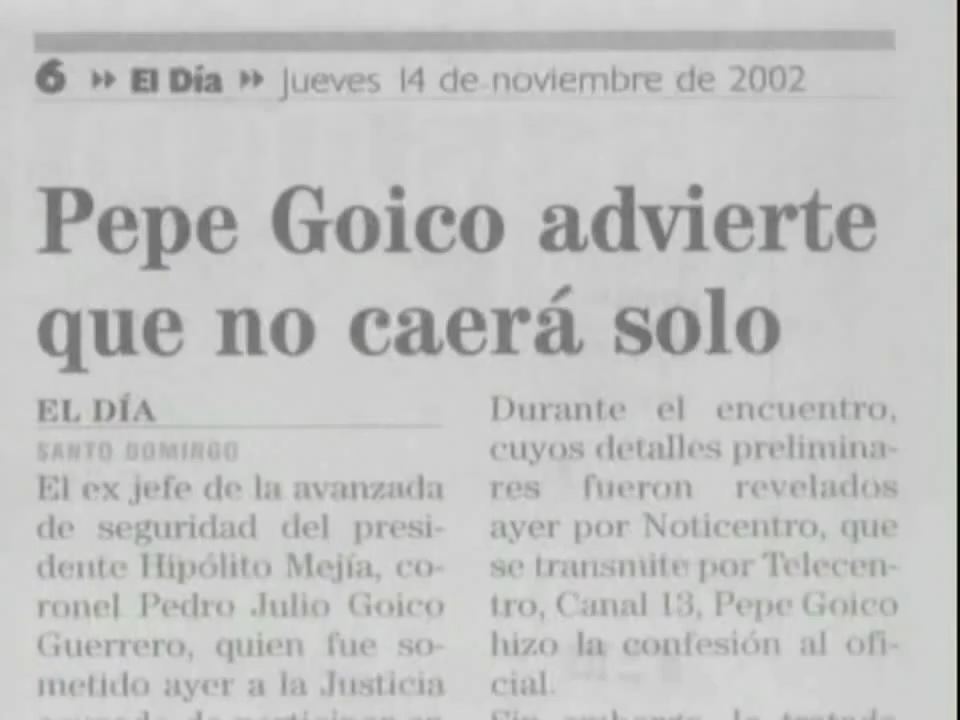 6 » El Día » Jueves 14 de noviembre de 2002
Pepe Goico advierte
que no caerá solo
EL DÍA
SANTO DOMINGO
El ex jefe de la avanzada
de seguridad del presi-
dente Hipólito Mejía, co-
ronel Pedro Julio Goico
Guerrero, quien fue so-
metido ayer a la Justicia
Durante el encuentro,
cuyos detalles prelimina-
res fueron revelados
ayer por Noticentro, que
se transmite por Telecen-
tro, Canal 13, Pepe Goico
hizo la confesión al ofi-
cial.